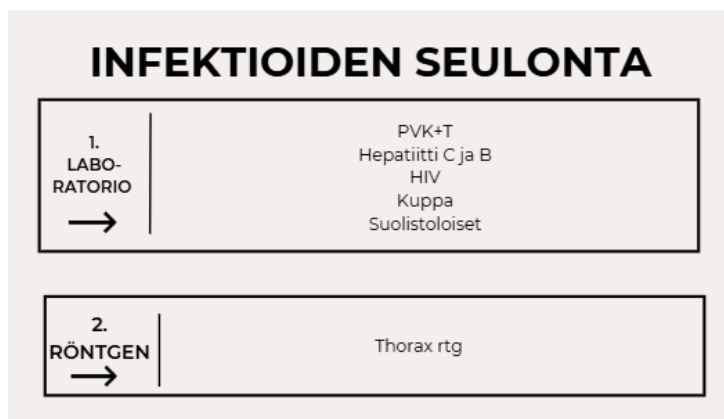 INFEKTIOIDEN SEULONTA
1.
LABO-
RATORIO
PVK+T
Hepatiitti C ja B
HIV
Kuppa
Suolistoloiset
2.
RÖNTGEN
Thorax rtg